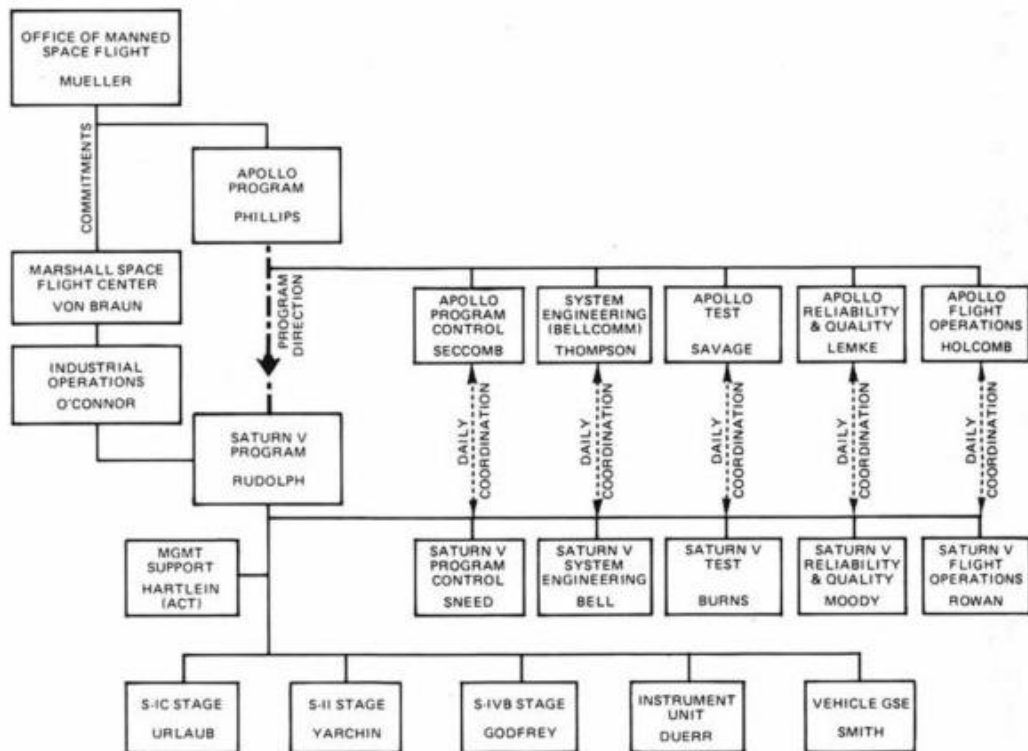 OFFICE OF MANNED
SPACE FLIGHT
MUELLER
COMMITMENTS
APOLLO
PROGRAM
PHILLIPS
MARSHALL SPACE
FLIGHT CENTER
VON BRAUN
PROGRAM
DIRECTION
INDUSTRIAL
OPERATIONS
O'CONNOR
APOLLO
PROGRAM
CONTROL
SECCOMB
SYSTEM
ENGINEERING
(BELLCOMM)
THOMPSON
APOLLO
TEST
SAVAGE
APOLLO
RELIABILITY
& QUALITY
LEMKE
APOLLO
FLIGHT
OPERATIONS
HOLCOMB
SATURN V
PROGRAM
RUDOLPH
DAILY
COORDINATION
DAILY
COORDINATION
DAILY
COORDINATION
DAILY
COORDINATION
DAILY
COORDINATION
MGMT
SUPPORT
HARTLEIN
(ACT)
SATURN V
PROGRAM
CONTROL
SNEED
SATURN V
SYSTEM
ENGINEERING
BELL
SATURN V
TEST
BURNS
SATURN V
RELIABILITY
& QUALITY
MOODY
SATURN V
FLIGHT
OPERATIONS
ROWAN
S-IC STAGE
URLAUB
S-II STAGE
YARCHIN
S-IVB STAGE
GODFREY
INSTRUMENT
UNIT
DUERR
VEHICLE GSE
SMITH